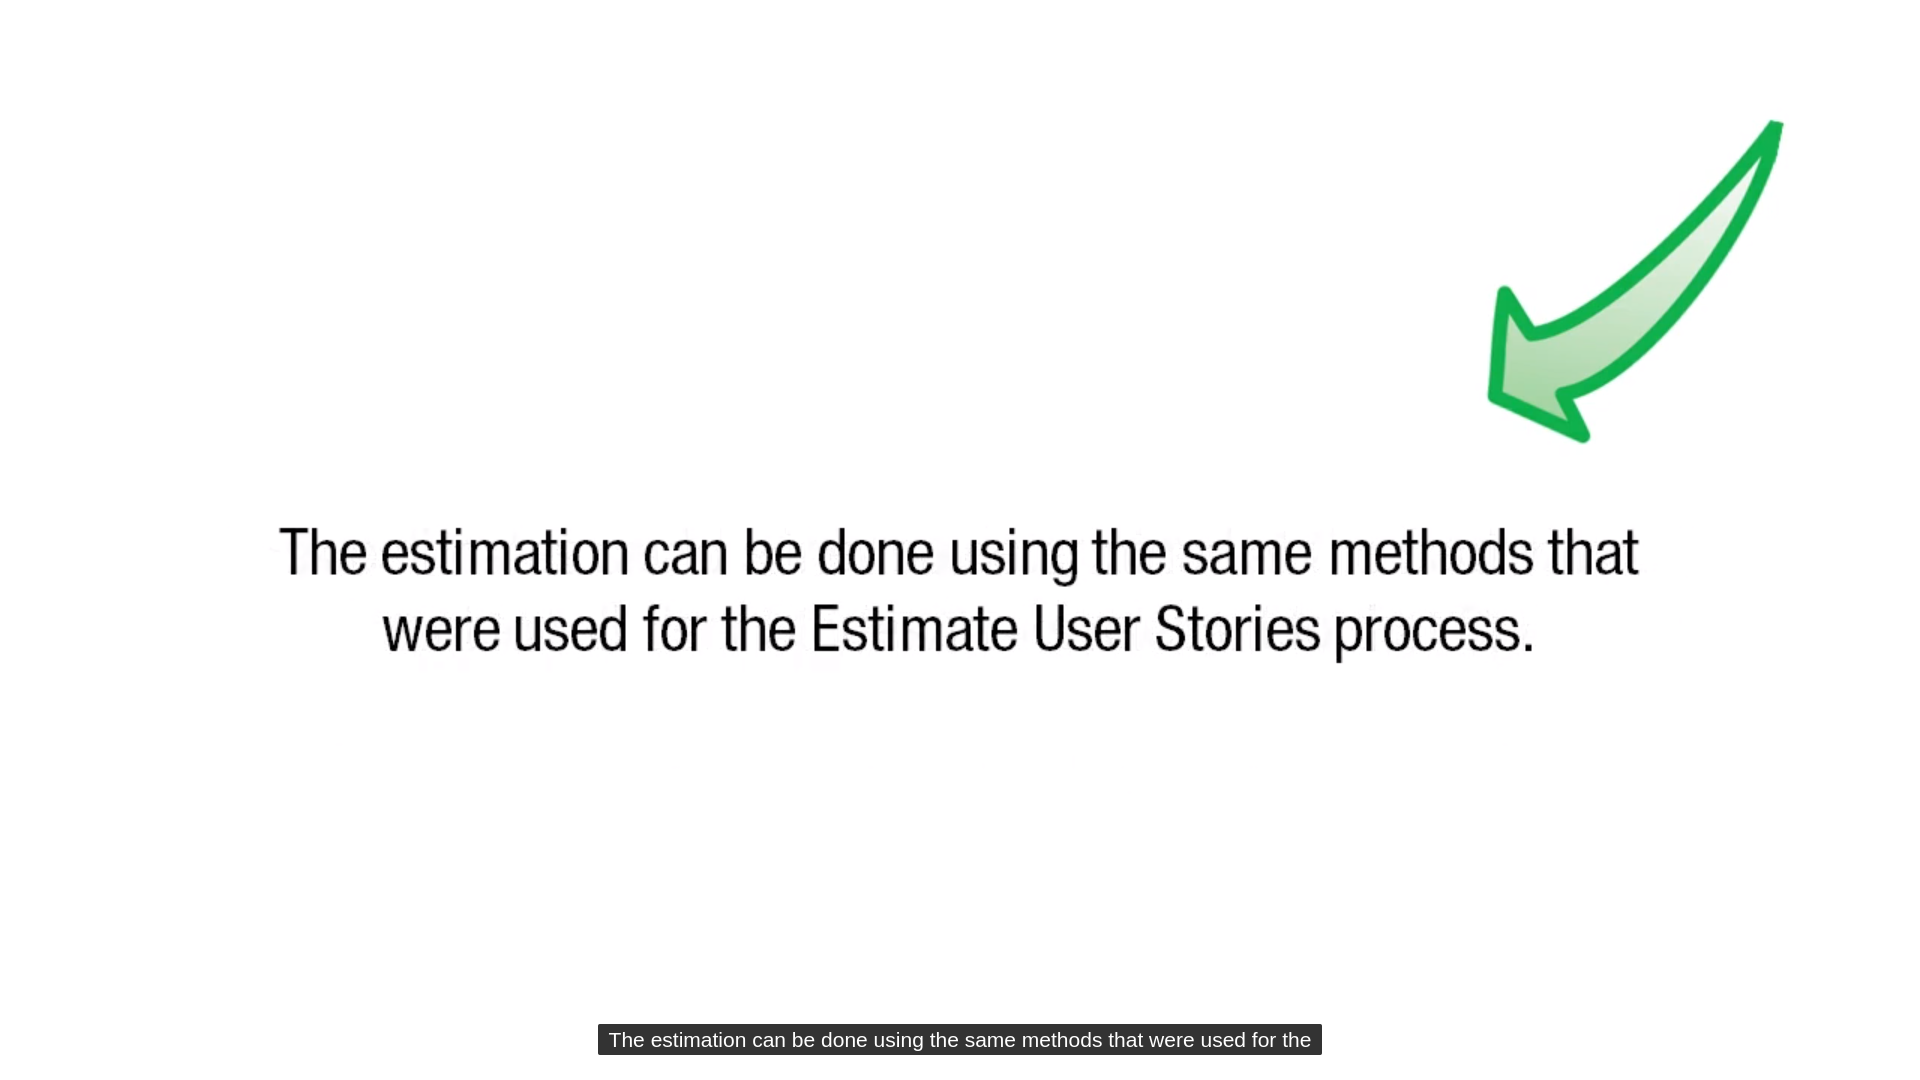 The estimation can be done using the same methods that
were used for the Estimate User Stories process.
The estimation can be done using the same methods that were used for the